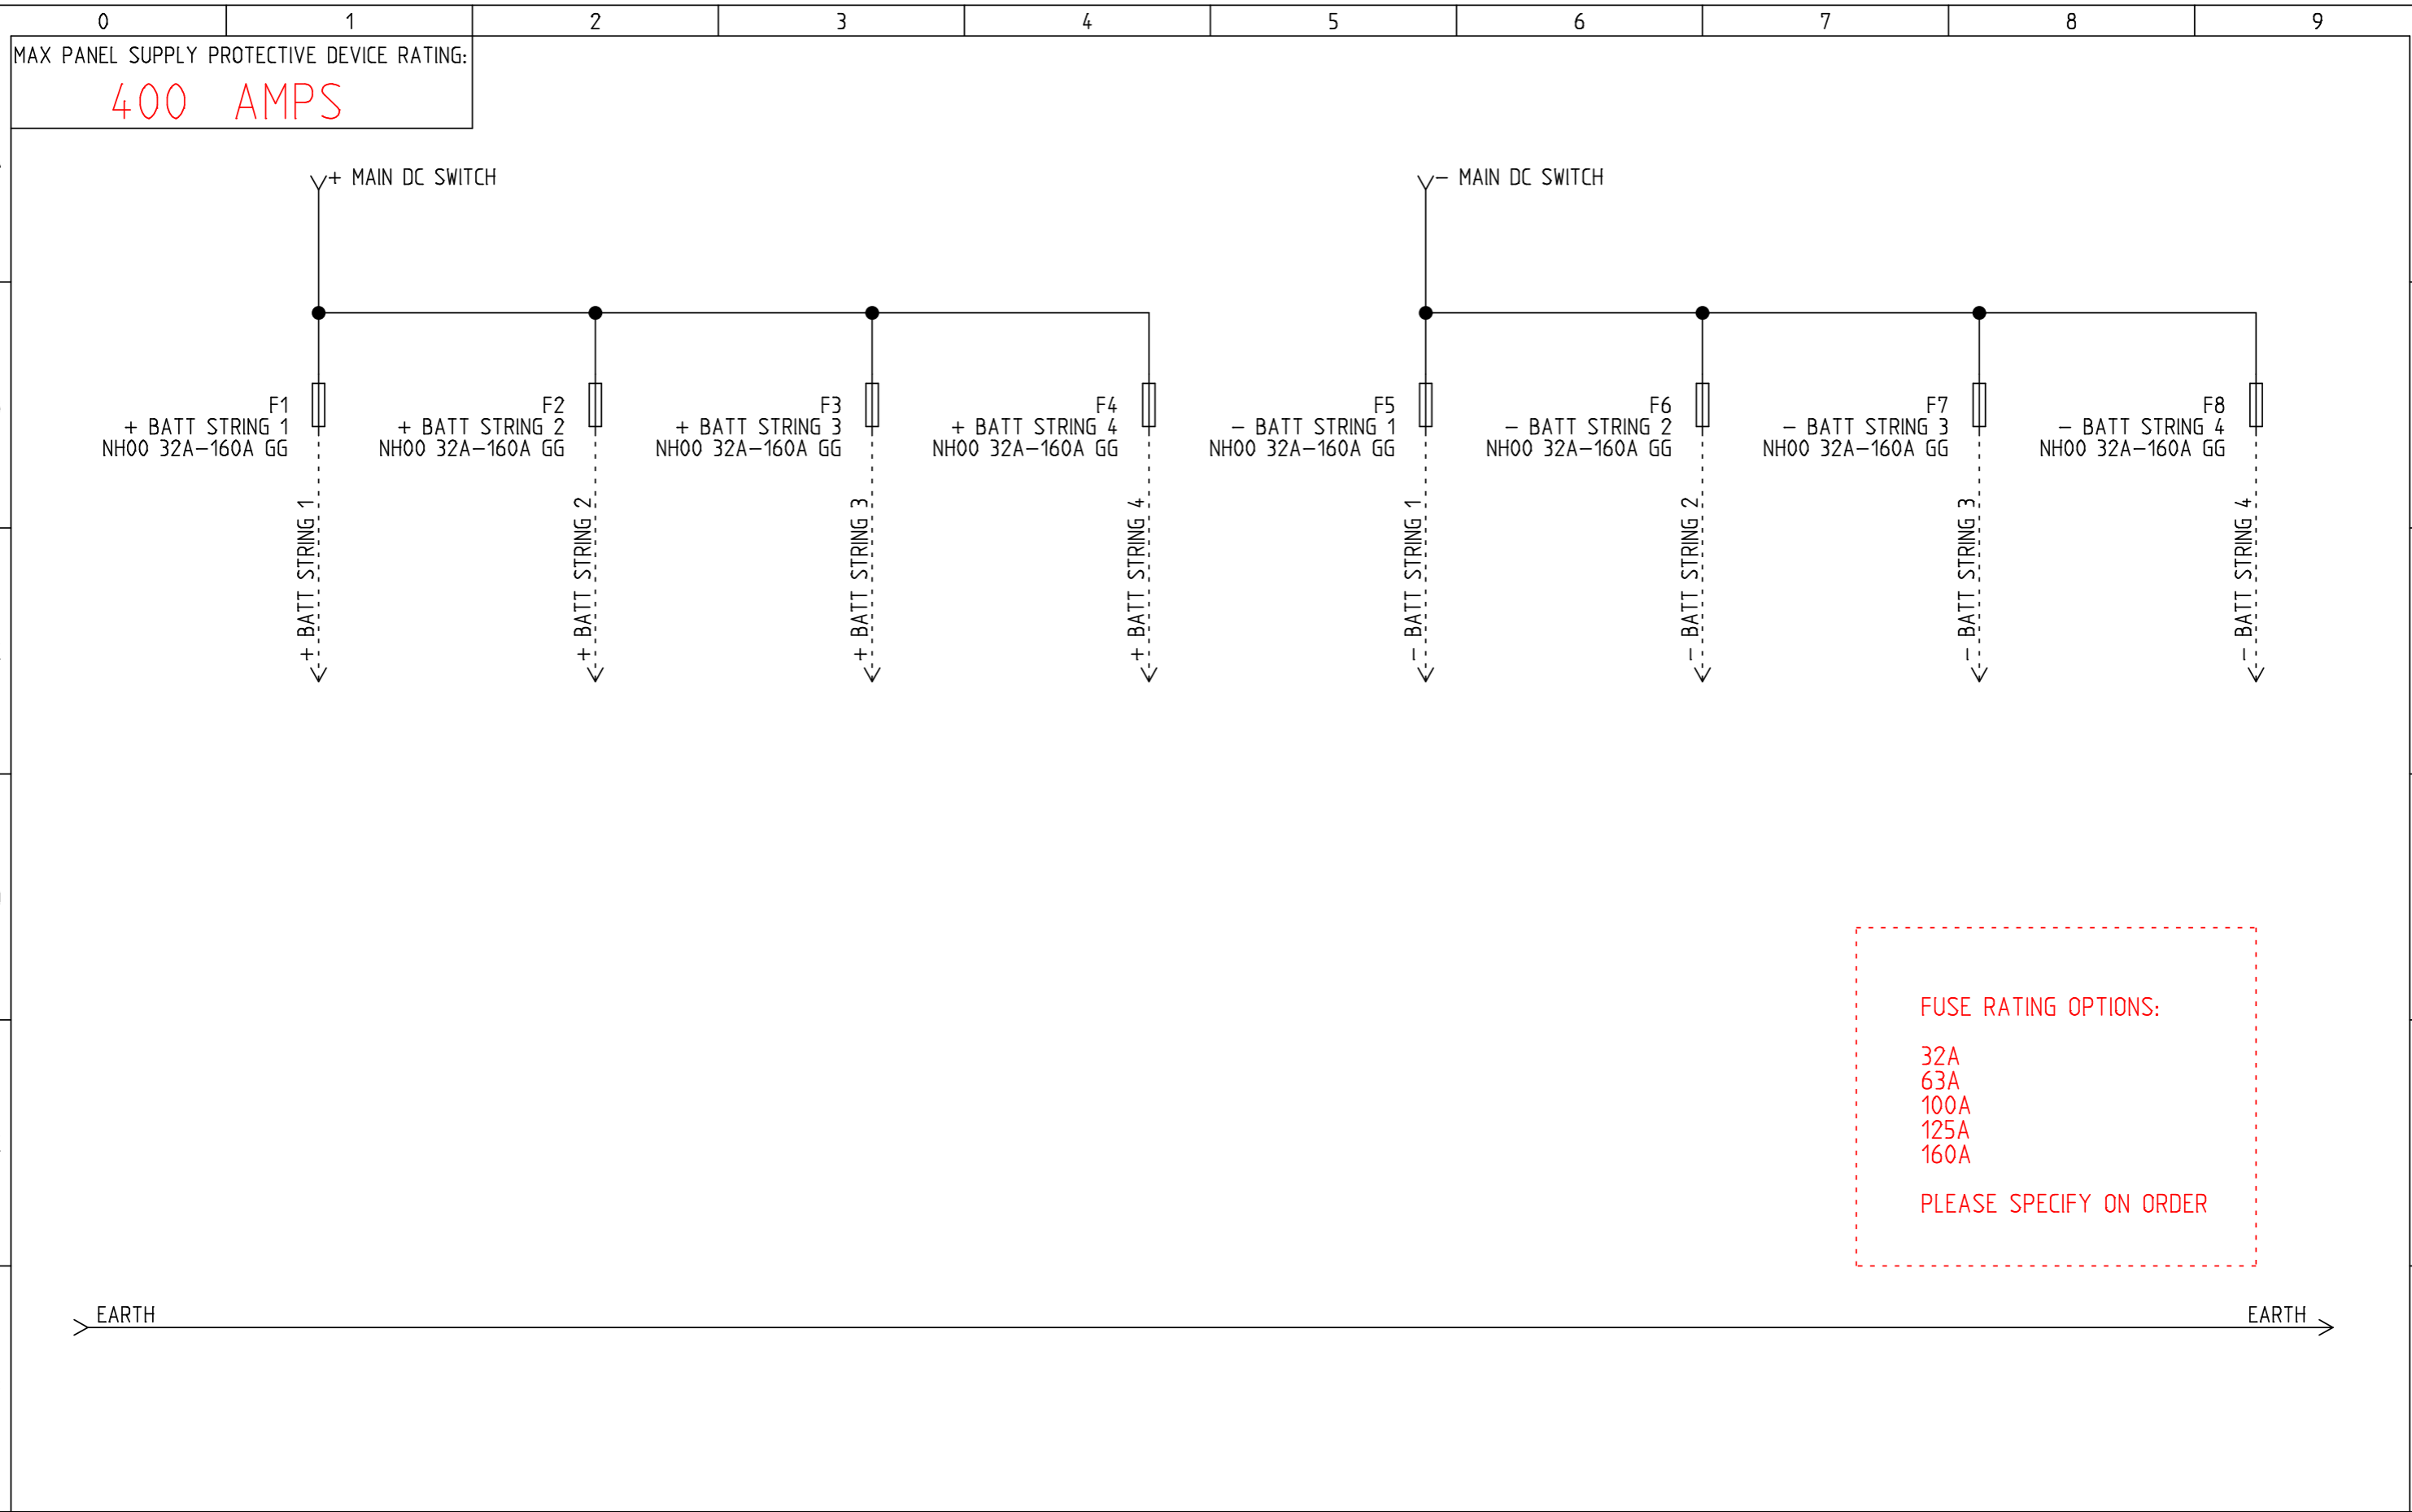 0 1 2 3 4 5 6 7 8 9
MAX PANEL SUPPLY PROTECTIVE DEVICE RATING:
400 AMPS
+ MAIN DC SWITCH
− MAIN DC SWITCH
F1
+ BATT STRING 1
NH00 32A−160A GG
F2
+ BATT STRING 2
NH00 32A−160A GG
F3
+ BATT STRING 3
NH00 32A−160A GG
F4
+ BATT STRING 4
NH00 32A−160A GG
F5
− BATT STRING 1
NH00 32A−160A GG
F6
− BATT STRING 2
NH00 32A−160A GG
F7
− BATT STRING 3
NH00 32A−160A GG
F8
− BATT STRING 4
NH00 32A−160A GG
+ BATT STRING 1
+ BATT STRING 2
+ BATT STRING 3
+ BATT STRING 4
− BATT STRING 1
− BATT STRING 2
− BATT STRING 3
− BATT STRING 4
FUSE RATING OPTIONS:
32A
63A
100A
125A
160A
PLEASE SPECIFY ON ORDER
EARTH
EARTH